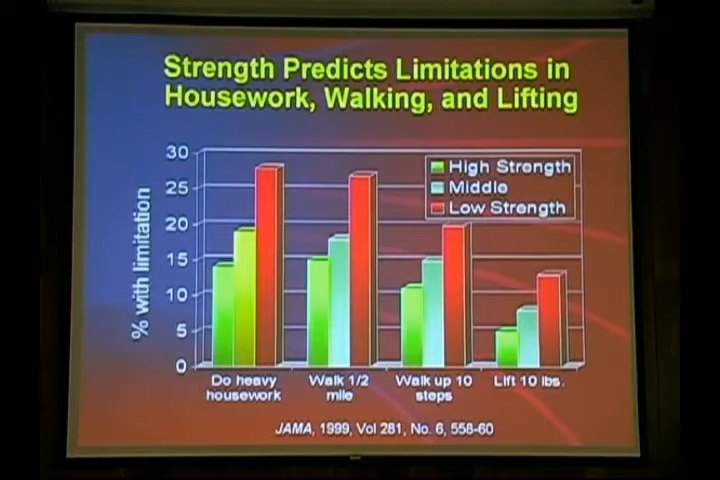 Strength Predicts Limitations in
Housework, Walking, and Lifting
% with limitation
30
25
20
15
10
5
0
High Strength
Middle
Low Strength
Do heavy
housework
Walk 1/2
mile
Walk up 10
steps
Lift 10 lbs.
JAMA, 1999, Vol 281, No. 6, 558-60